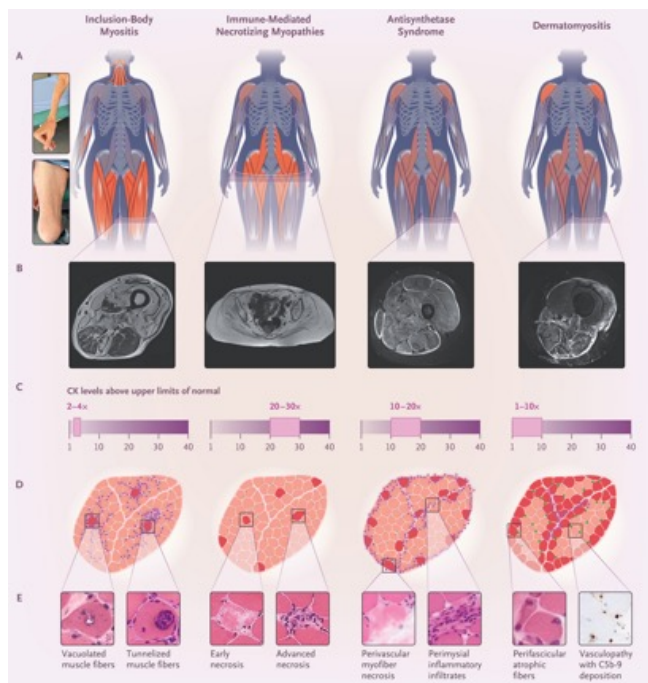 Inclusion-Body
Myositis
Immune-Mediated
Necrotizing Myopathies
Antisynthetase
Syndrome
Dermatomyositis
A
B
C
CK levels above upper limits of normal
2–4×
20–30×
10–20×
1–10×
1 10 20 30 40
1 10 20 30 40
1 10 20 30 40
1 10 20 30 40
D
E
Vacuolated
muscle fibers
Tunnelized
muscle fibers
Early
necrosis
Advanced
necrosis
Perivascular
myofiber
necrosis
Perimysial
inflammatory
infiltrates
Perifascicular
atrophic
fibers
Vasculopathy
with C5b-9
deposition